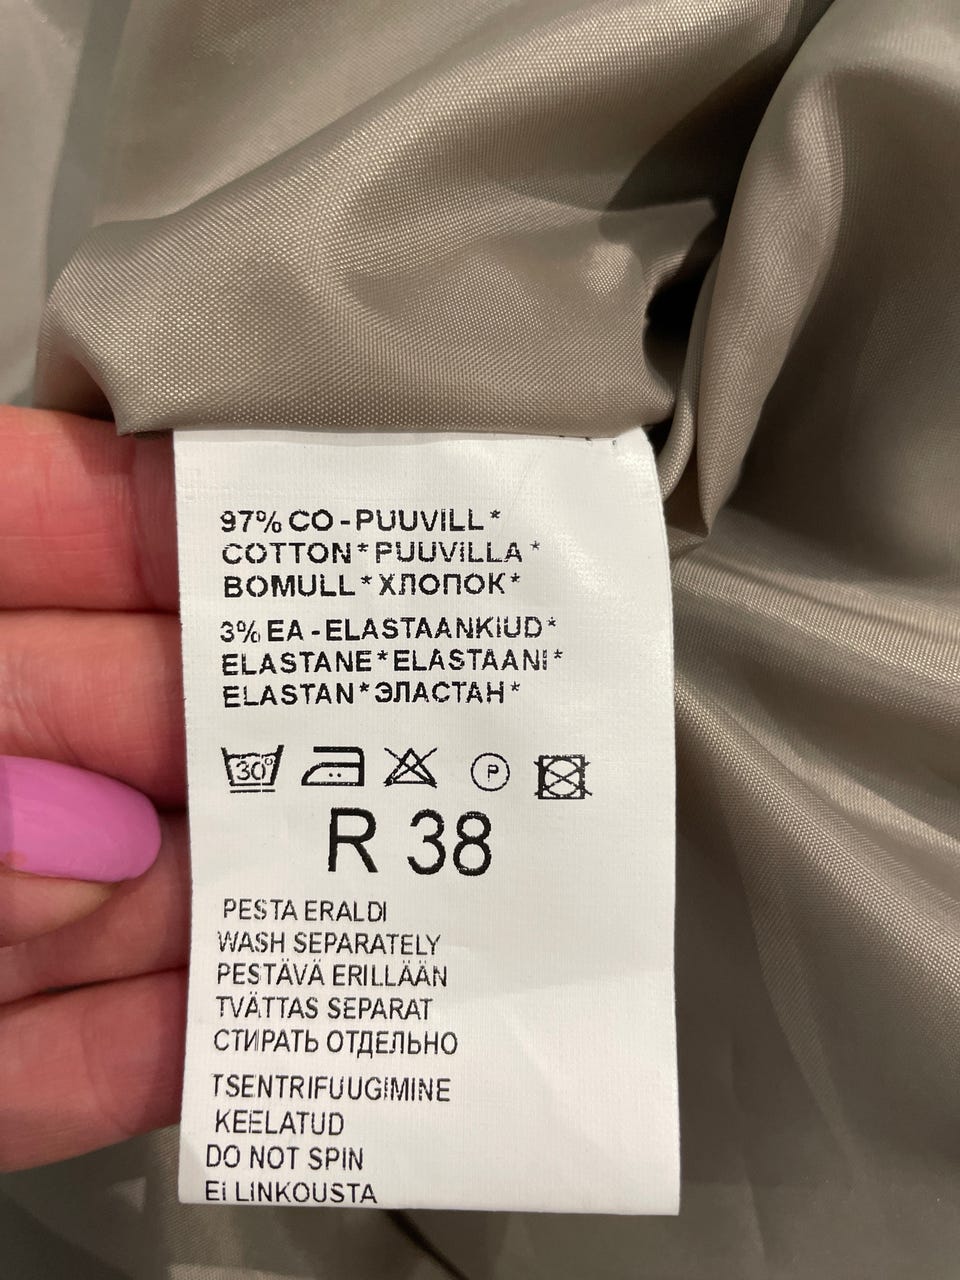 97% CO - PUUVILL*
COTTON* PUUVILLA*
BOMULL* ХЛОПОК*
3% EA - ELASTAANKIUD*
ELASTANE* ELASTAANI*
ELASTAN* ЭЛАСТАН*
30° P
R 38
PESTA ERALDI
WASH SEPARATELY
PESTÄVÄ ERILLÄÄN
TVÄTTAS SEPARAT
СТИРАТЬ ОТДЕЛЬНО
TSENTRIFUUGIMINE
KEELATUD
DO NOT SPIN
EI LINKOUSTA